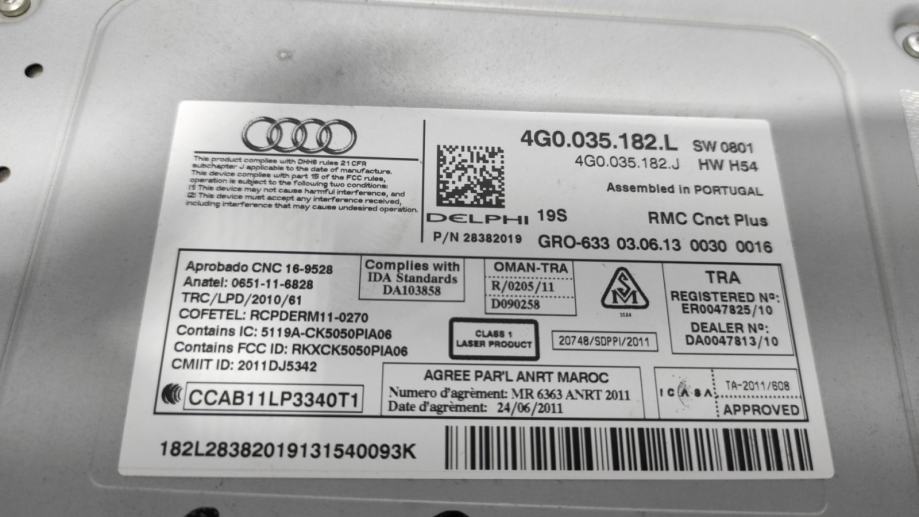 This product complies with DHHS rules 21 CFR
subchapter J applicable to the date of manufacture.
This device complies with part 15 of the FCC rules,
operation is subject to the following two conditions:
(1) This device may not cause harmful interference, and
(2) This device must accept any interference received,
including interference that may cause undesired operation.
4G0.035.182.L SW 0801
4G0.035.182.J HW H54
Assembled in PORTUGAL
DELPHI 19S RMC Cnct Plus
P/N 28382019 GRO-633 03.06.13 0030 0016
Aprobado CNC 16-9528
Anatel: 0651-11-6828
TRC/LPD/2010/61
COFETEL: RCPDERM11-0270
Contains IC: 5119A-CK5050PIA06
Contains FCC ID: RKXCK5050PIA06
CMIIT ID: 2011DJ5342
CCAB11LP3340T1
Complies with
IDA Standards
DA103858
OMAN-TRA
R/0205/11
D090258
CLASS 1
LASER PRODUCT
20748/SDPPI/2011
TRA
REGISTERED Nº:
ER0047825/10
DEALER Nº:
DA0047813/10
AGREE PAR'L ANRT MAROC
Numero d'agrément: MR 6363 ANRT 2011
Date d'agrément: 24/06/2011
ICASA
TA-2011/608
APPROVED
182L28382019131540093K